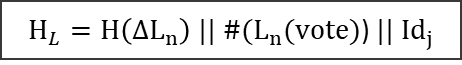 H_L = H(ΔL_n) || #(L_n(vote)) || Id_j